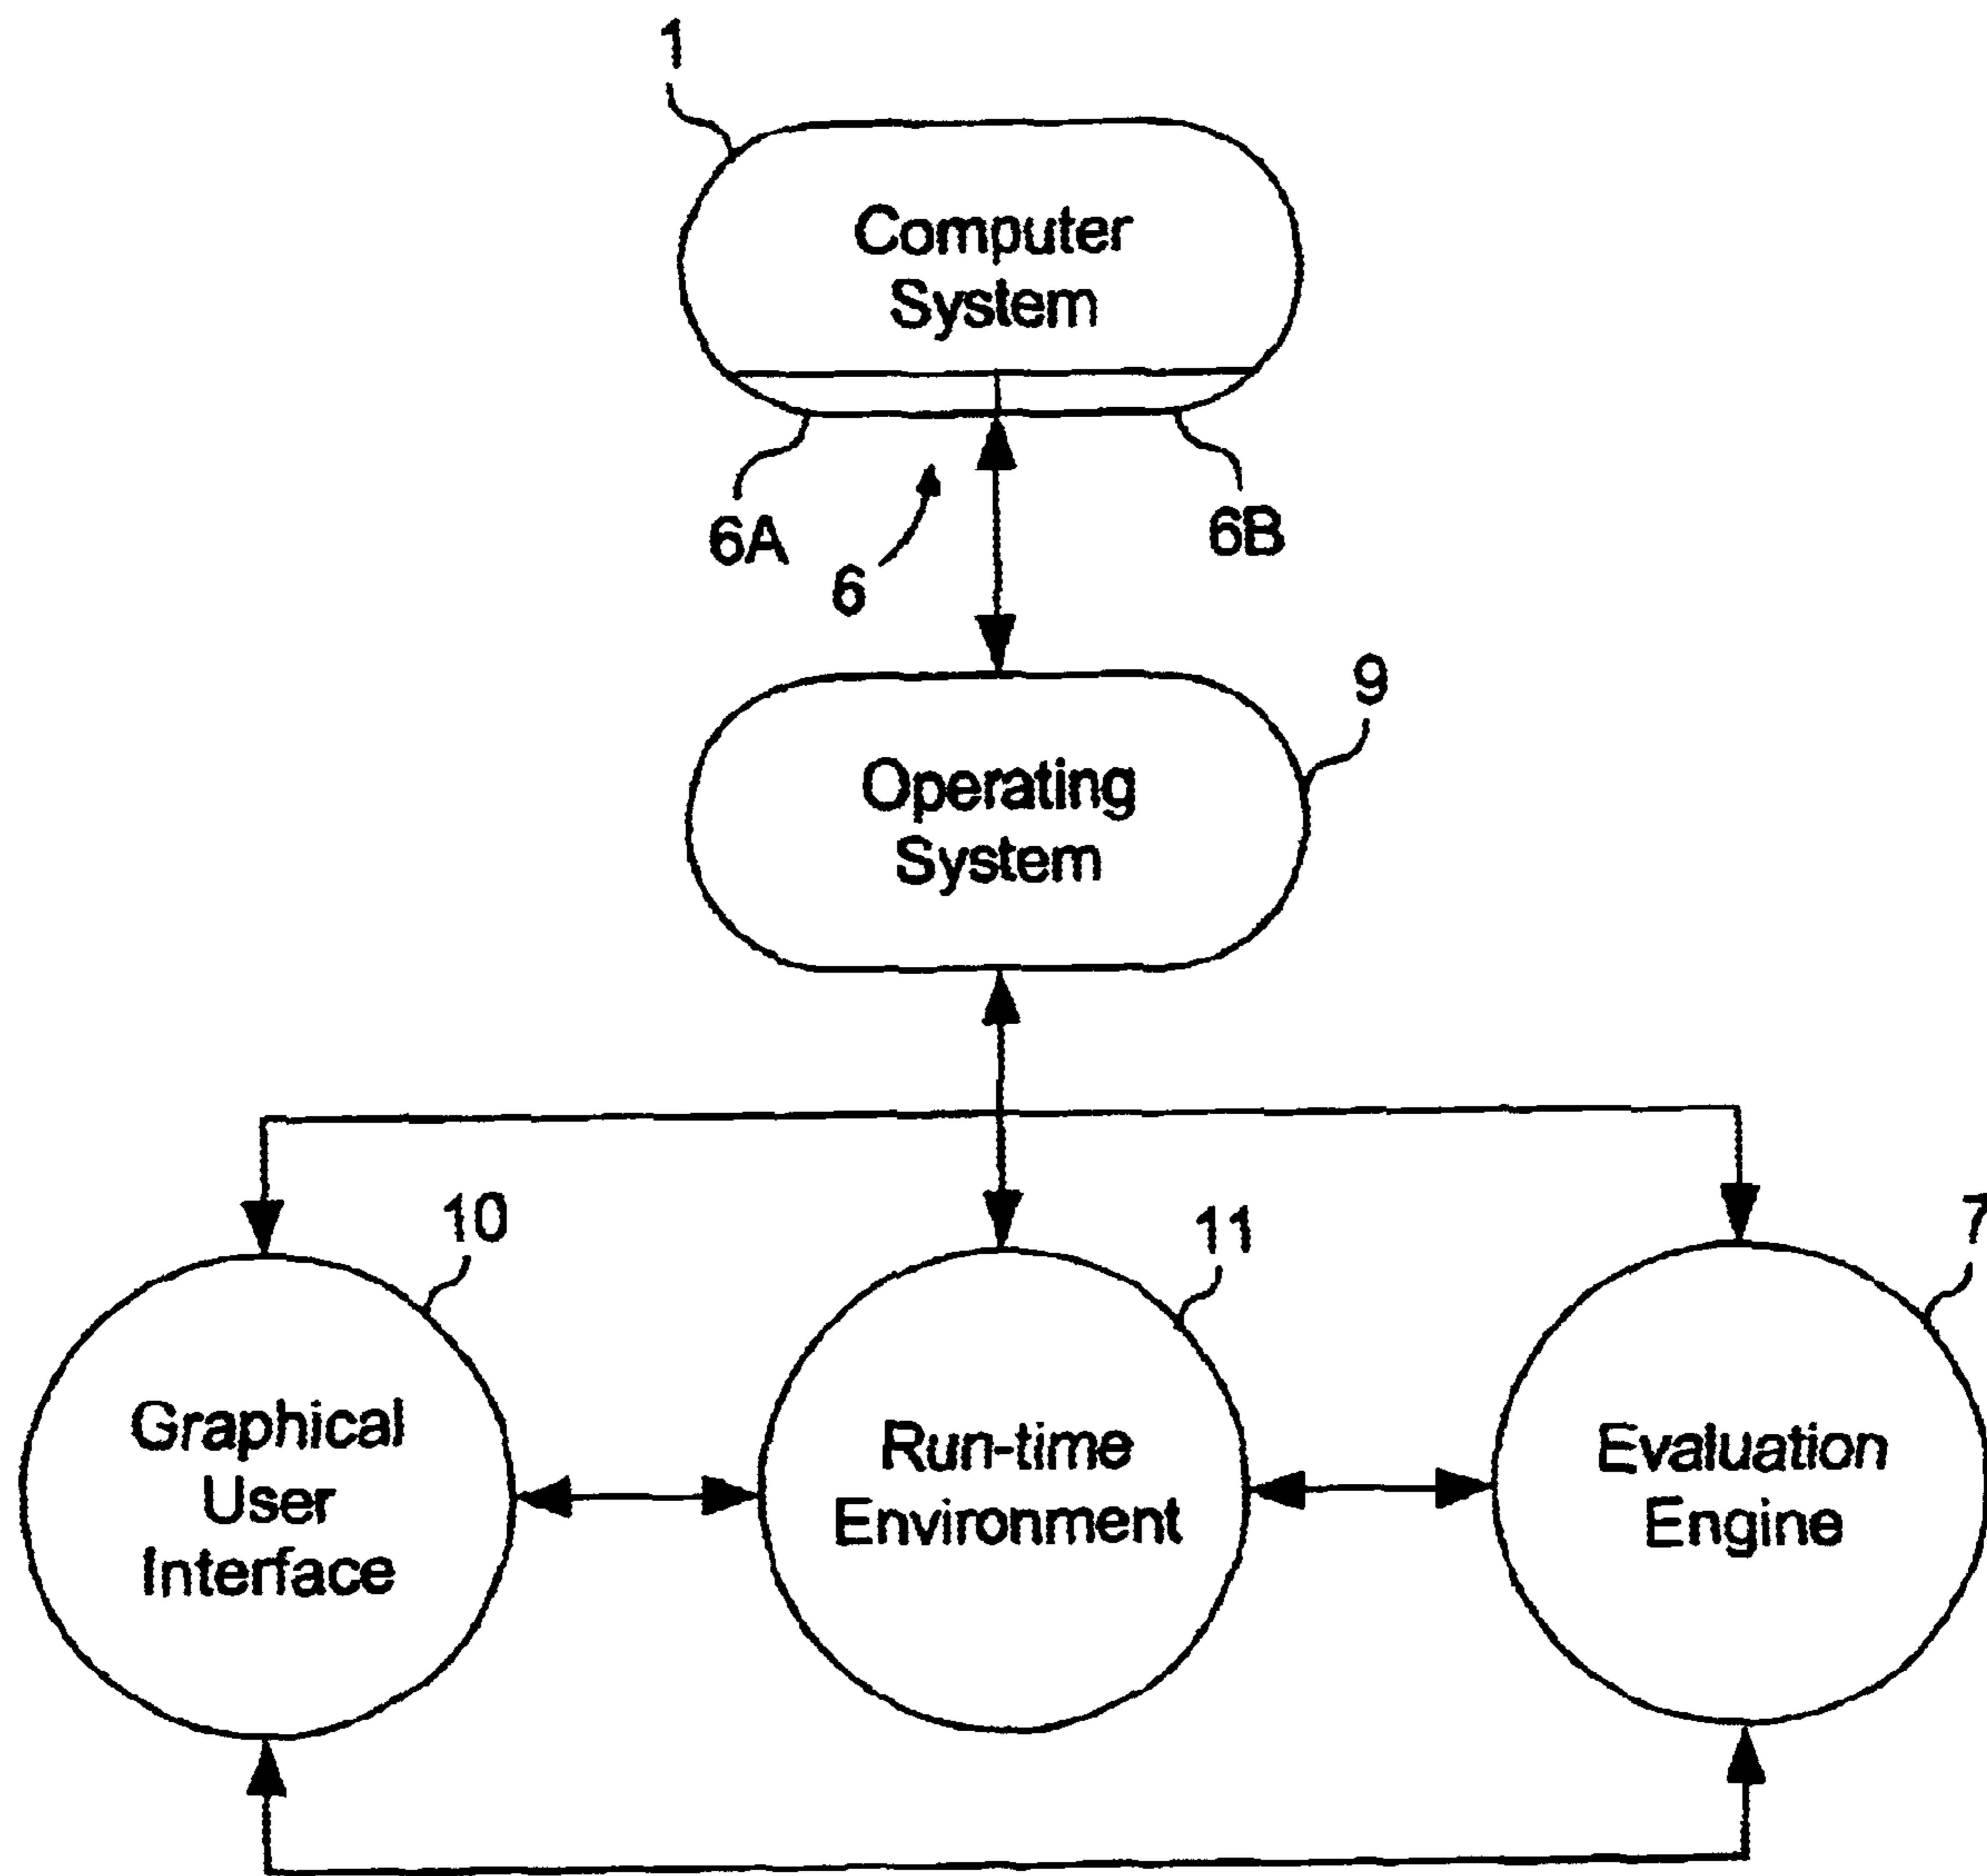 1
Computer
System
6A
6B
6
9
Operating
System
10
11
7
Graphical
User
Interface
Run-time
Environment
Evaluation
Engine